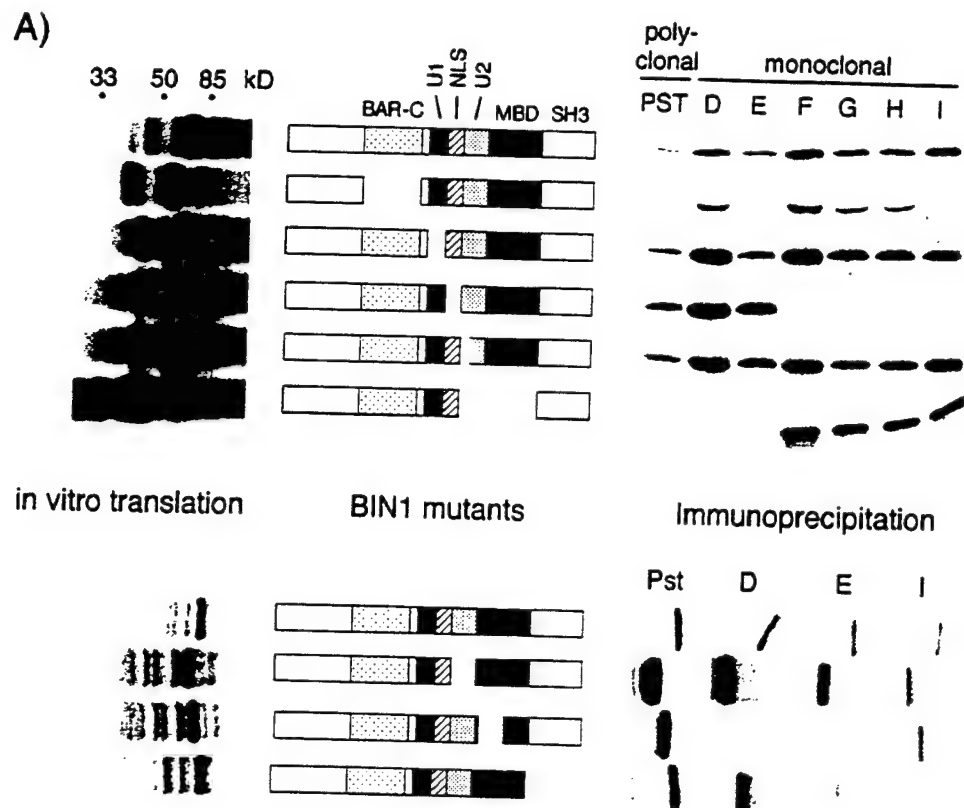 A)
33 50 85 kD
BAR-C U1 NLS U2 MBD SH3
poly-
clonal monoclonal
PST D E F G H I
in vitro translation BIN1 mutants Immunoprecipitation
Pst D E I